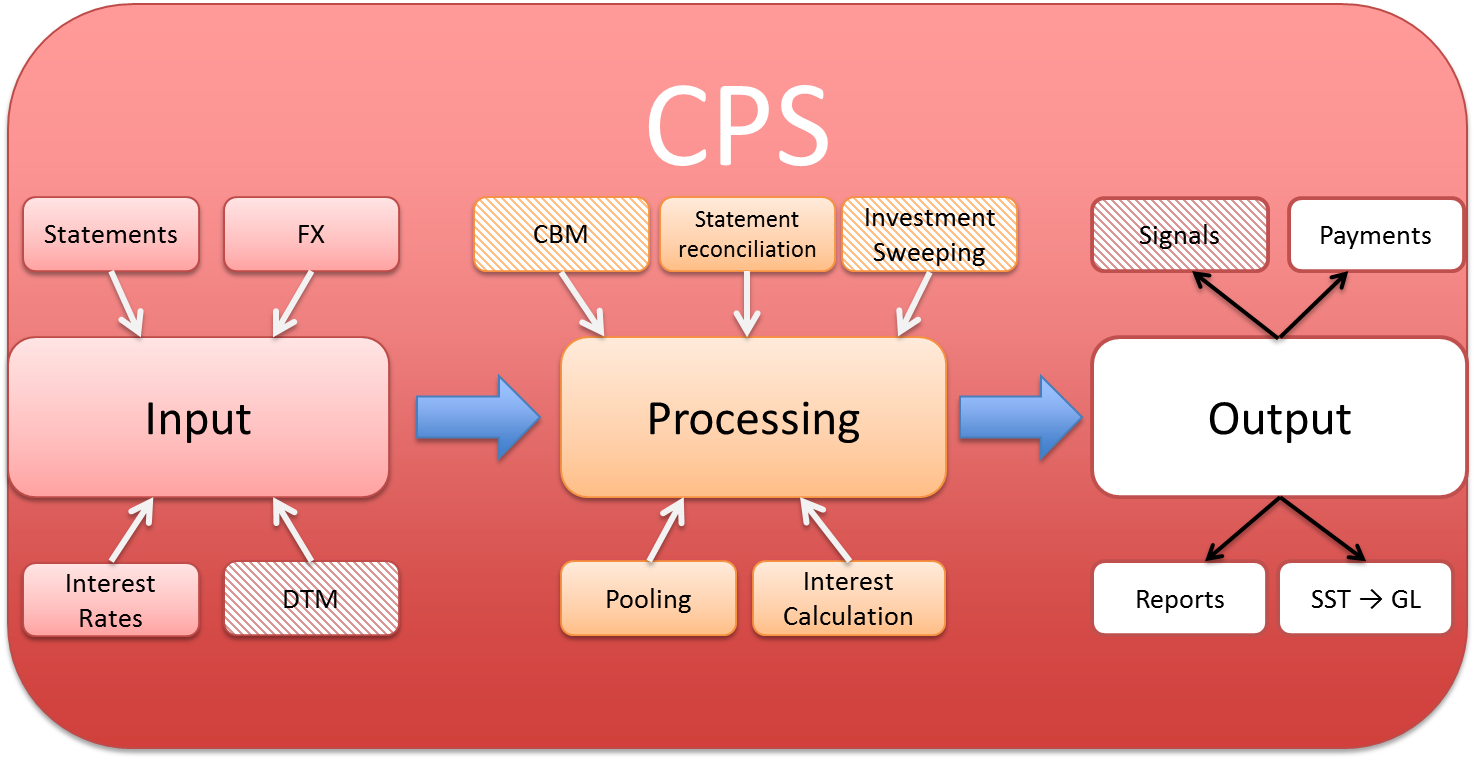 CPS
Statements
FX
CBM
Statement
reconciliation
Investment
Sweeping
Signals
Payments
Input
Processing
Output
Interest
Rates
DTM
Pooling
Interest
Calculation
Reports
SST → GL